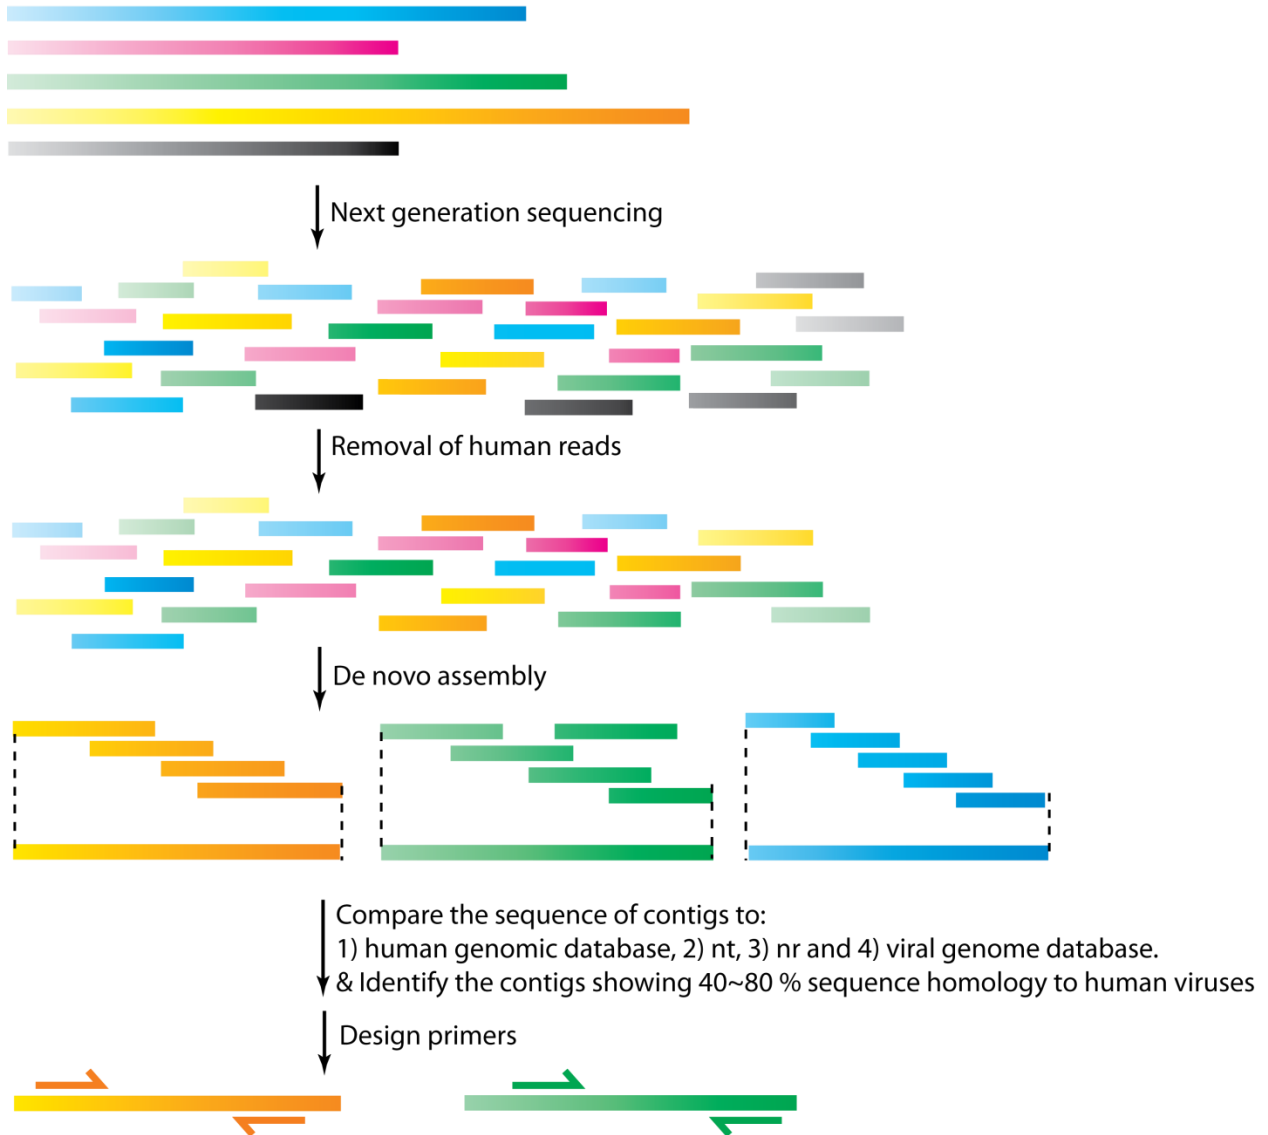 Next generation sequencing
Removal of human reads
De novo assembly
Compare the sequence of contigs to:
1) human genomic database, 2) nt, 3) nr and 4) viral genome database.
& Identify the contigs showing 40~80 % sequence homology to human viruses
Design primers